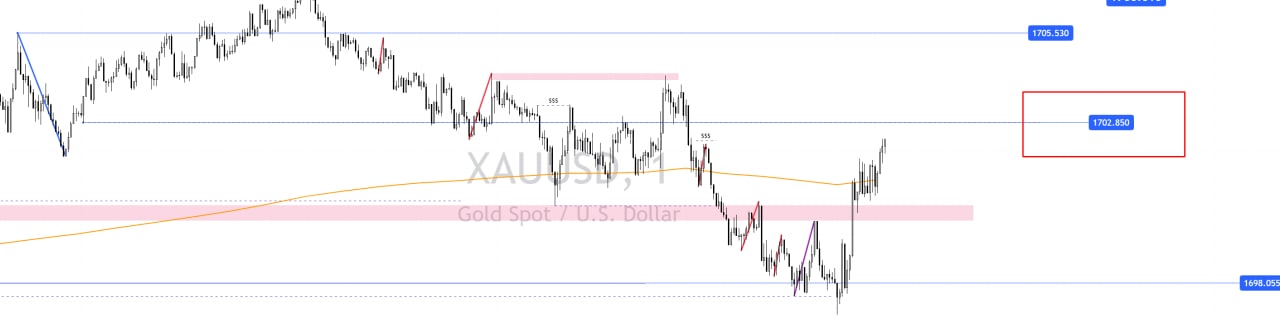 1705.530
$$$
1702.850
$$$
XAUUSD, 1
Gold Spot / U.S. Dollar
1698.055